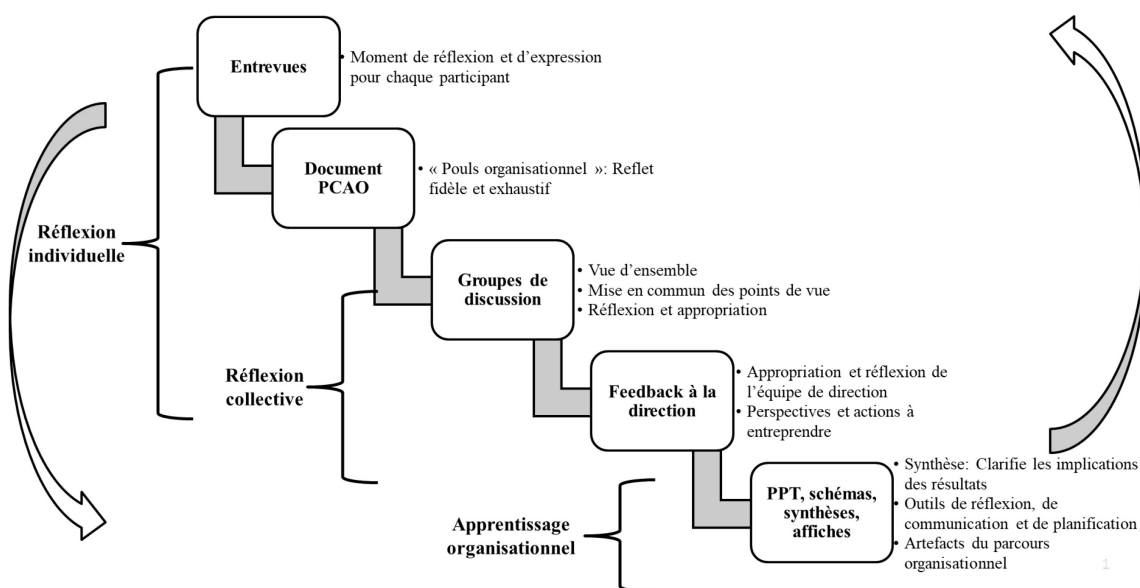 Entrevues
• Moment de réflexion et d’expression
pour chaque participant
Document
PCAO
• « Pouls organisationnel »: Reflet
fidèle et exhaustif
Réflexion
individuelle
Groupes de
discussion
• Vue d’ensemble
• Mise en commun des points de vue
• Réflexion et appropriation
Réflexion
collective
Feedback à la
direction
• Appropriation et réflexion de
l’équipe de direction
• Perspectives et actions à
entreprendre
Apprentissage
organisationnel
PPT, schémas,
synthèses,
affiches
• Synthèse: Clarifie les implications
des résultats
• Outils de réflexion, de
communication et de planification
• Artefacts du parcours
organisationnel
1